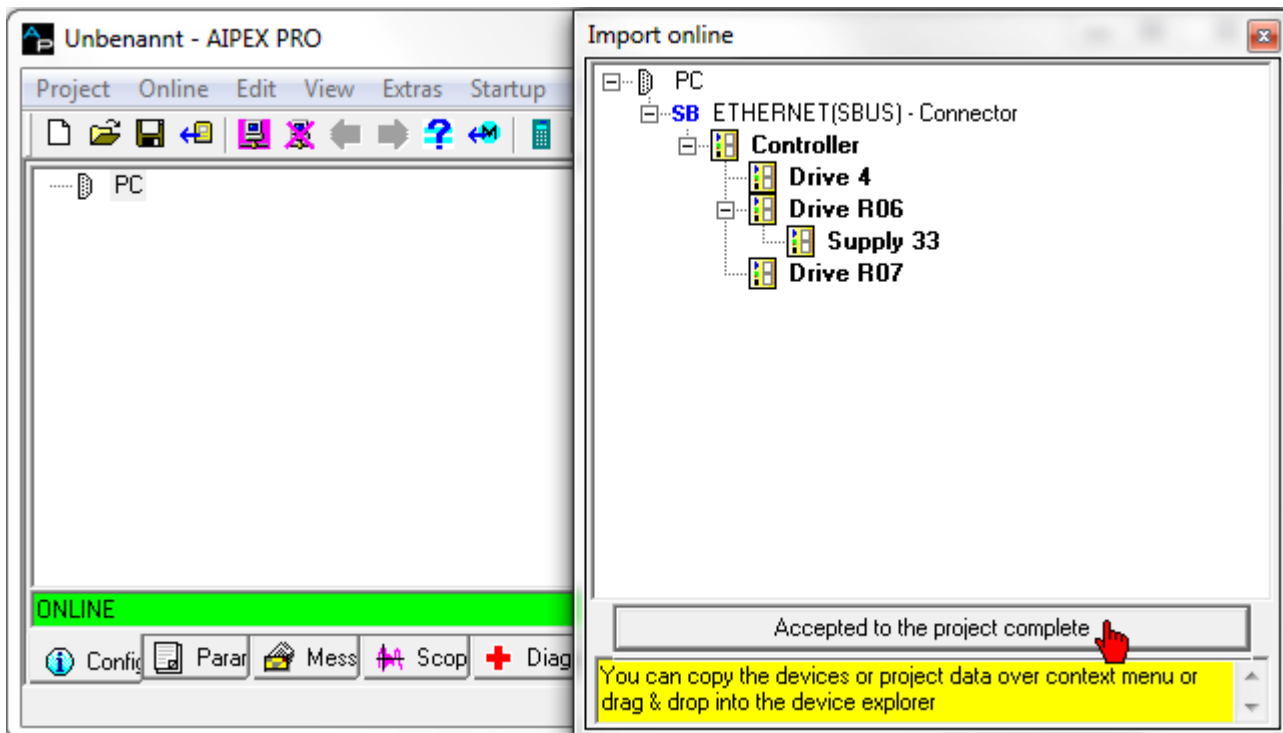 Unbenannt - AIPEX PRO
Project Online Edit View Extras Startup
PC
ONLINE
Config Parar Mess Scop Diag
Import online
PC
SB ETHERNET(SBUS) - Connector
Controller
Drive 4
Drive R06
Supply 33
Drive R07
Accepted to the project complete
You can copy the devices or project data over context menu or
drag & drop into the device explorer